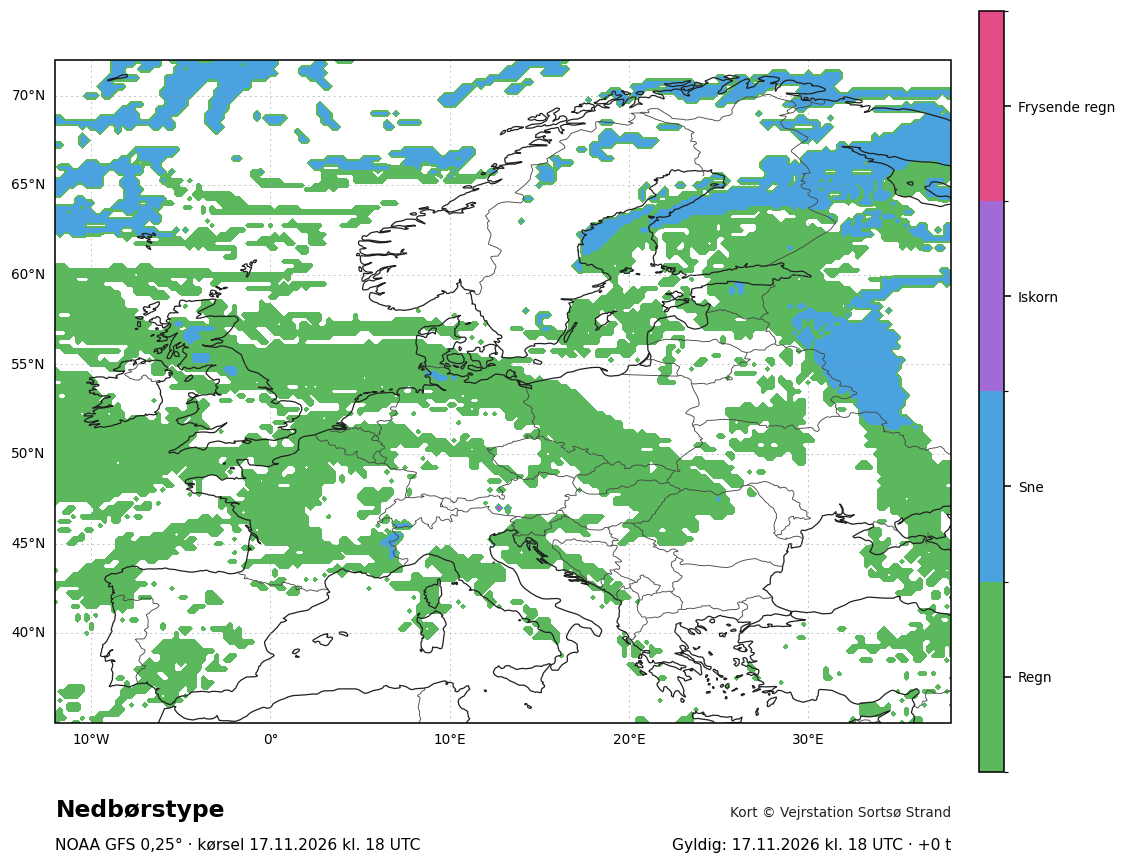 70°N
65°N
60°N
55°N
50°N
45°N
40°N
10°W
0°
10°E
20°E
30°E
Frysende regn
Iskorn
Sne
Regn
Nedbørstype
Kort © Vejrstation Sortsø Strand
NOAA GFS 0,25° · kørsel 17.11.2026 kl. 18 UTC
Gyldig: 17.11.2026 kl. 18 UTC · +0 t